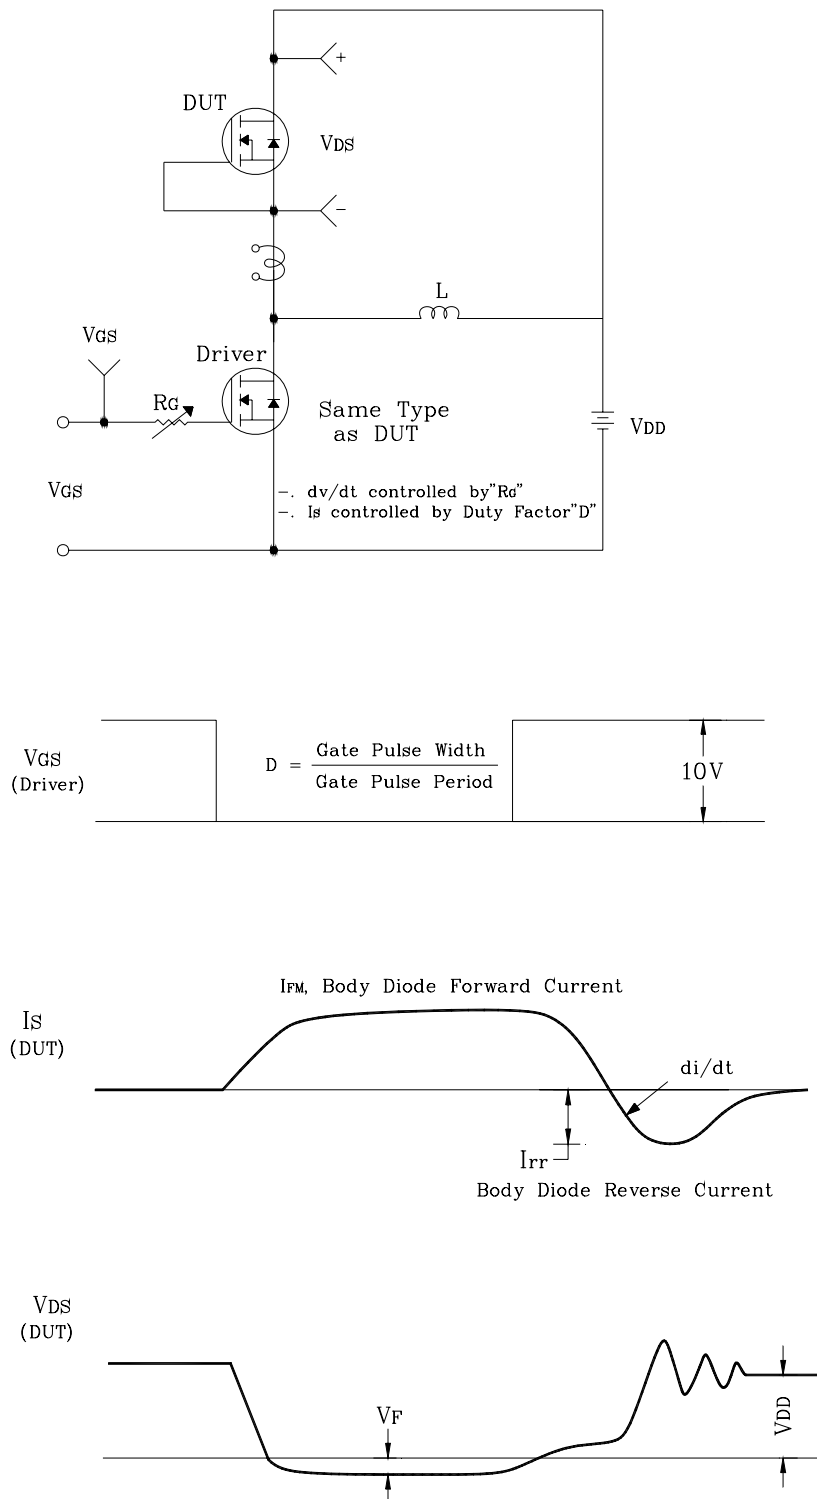 +
DUT
VDS
−
L
VGS
Driver
RG
Same Type
as DUT
VDD
VGS
−. dv/dt controlled by"RG"
−. Is controlled by Duty Factor"D"
VGS
(Driver)
D = Gate Pulse Width
Gate Pulse Period
10V
IFM, Body Diode Forward Current
IS
(DUT)
di/dt
Irr
Body Diode Reverse Current
VDS
(DUT)
VF
VDD